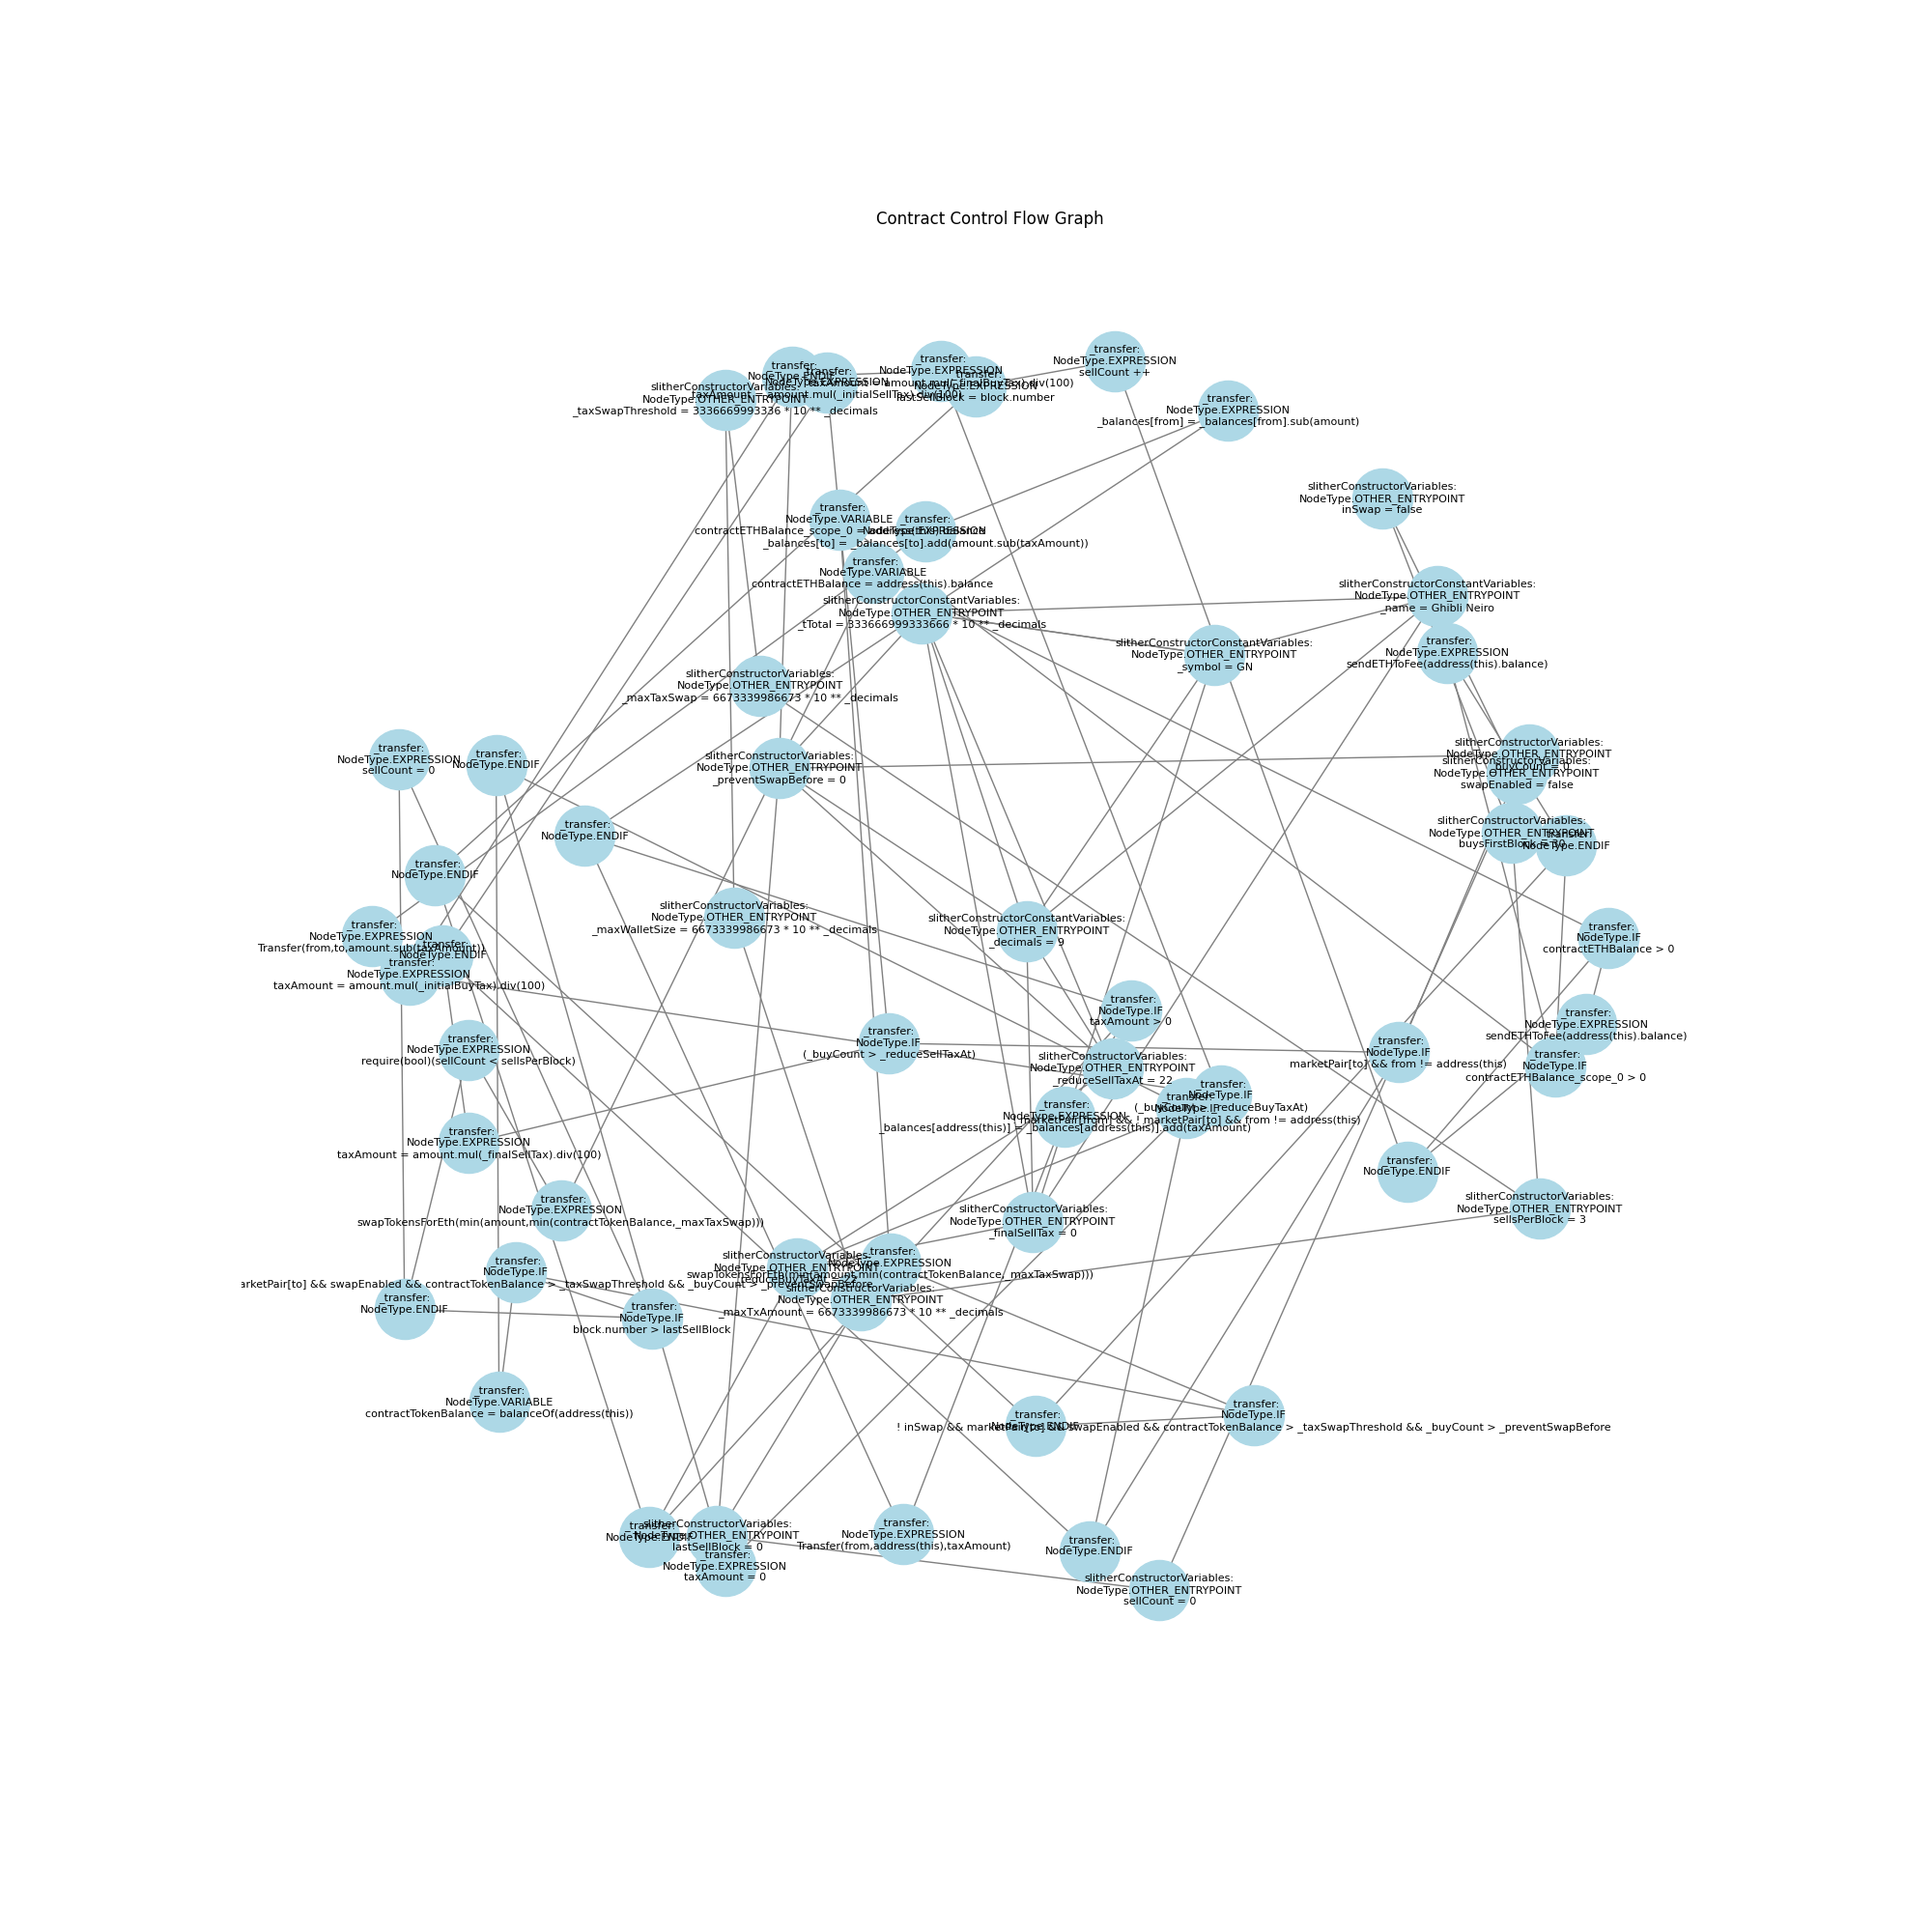 Contract Control Flow Graph
_transfer:
NodeType.EXPRESSION
sellCount ++
_transfer:
NodeType.ENDIF
_transfer:
NodeType.EXPRESSION
taxAmount = amount.mul(_initialSellTax).div(100)
_transfer:
NodeType.EXPRESSION
taxAmount = amount.mul(_finalBuyTax).div(100)
_transfer:
NodeType.EXPRESSION
lastSellBlock = block.number
slitherConstructorVariables:
NodeType.OTHER_ENTRYPOINT
_taxSwapThreshold = 3336669993336 * 10 ** _decimals
_transfer:
NodeType.EXPRESSION
_balances[from] = _balances[from].sub(amount)
slitherConstructorVariables:
NodeType.OTHER_ENTRYPOINT
inSwap = false
_transfer:
NodeType.VARIABLE
contractETHBalance_scope_0 = address(this).balance
_transfer:
NodeType.EXPRESSION
_balances[to] = _balances[to].add(amount.sub(taxAmount))
_transfer:
NodeType.VARIABLE
contractETHBalance = address(this).balance
slitherConstructorConstantVariables:
NodeType.OTHER_ENTRYPOINT
_name = Ghibli Neiro
slitherConstructorConstantVariables:
NodeType.OTHER_ENTRYPOINT
_tTotal = 333666999333666 * 10 ** _decimals
slitherConstructorConstantVariables:
NodeType.OTHER_ENTRYPOINT
_symbol = GN
_transfer:
NodeType.EXPRESSION
sendETHToFee(address(this).balance)
slitherConstructorVariables:
NodeType.OTHER_ENTRYPOINT
_maxTaxSwap = 6673339986673 * 10 ** _decimals
_transfer:
NodeType.EXPRESSION
sellCount = 0
_transfer:
NodeType.ENDIF
slitherConstructorVariables:
NodeType.OTHER_ENTRYPOINT
_preventSwapBefore = 0
slitherConstructorVariables:
NodeType.OTHER_ENTRYPOINT
_buyCount = 0
slitherConstructorVariables:
NodeType.OTHER_ENTRYPOINT
swapEnabled = false
_transfer:
NodeType.ENDIF
slitherConstructorVariables:
NodeType.OTHER_ENTRYPOINT
buysFirstBlock =
_transfer:
NodeType.ENDIF
_transfer:
NodeType.ENDIF
slitherConstructorVariables:
NodeType.OTHER_ENTRYPOINT
_maxWalletSize = 6673339986673 * 10 ** _decimals
slitherConstructorConstantVariables:
NodeType.OTHER_ENTRYPOINT
_decimals = 9
_transfer:
NodeType.EXPRESSION
Transfer(from,to,amount.sub(taxAmount))
_transfer:
NodeType.ENDIF
_transfer:
NodeType.IF
contractETHBalance > 0
_transfer:
NodeType.EXPRESSION
taxAmount = amount.mul(_initialBuyTax).div(100)
_transfer:
NodeType.IF
taxAmount > 0
_transfer:
NodeType.EXPRESSION
sendETHToFee(address(this).balance)
_transfer:
NodeType.EXPRESSION
require(bool)(sellCount < sellsPerBlock)
_transfer:
NodeType.IF
(_buyCount > _reduceSellTaxAt)
_transfer:
NodeType.IF
marketPair[to] && from != address(this)
slitherConstructorVariables:
NodeType.OTHER_ENTRYPOINT
_reduceSellTaxAt = 22
_transfer:
NodeType.IF
contractETHBalance_scope_0 > 0
_transfer:
NodeType.IF
(_buyCount > _reduceBuyTaxAt)
_transfer:
NodeType.IF
! marketPair[from] && ! marketPair[to] && from != address(this)
_transfer:
NodeType.EXPRESSION
_balances[address(this)] = _balances[address(this)].add(taxAmount)
_transfer:
NodeType.EXPRESSION
taxAmount = amount.mul(_finalSellTax).div(100)
_transfer:
NodeType.ENDIF
_transfer:
NodeType.EXPRESSION
swapTokensForEth(min(amount,min(contractTokenBalance,_maxTaxSwap)))
slitherConstructorVariables:
NodeType.OTHER_ENTRYPOINT
_finalSellTax = 0
slitherConstructorVariables:
NodeType.OTHER_ENTRYPOINT
sellsPerBlock = 3
_transfer:
NodeType.IF
arketPair[to] && swapEnabled && contractTokenBalance > _taxSwapThreshold && _buyCount > _preventSwapBefore
slitherConstructorVariables:
NodeType.OTHER_ENTRYPOINT
_transfer:
NodeType.EXPRESSION
swapTokensForEth(min(amount,min(contractTokenBalance,_maxTaxSwap)))
slitherConstructorVariables:
NodeType.OTHER_ENTRYPOINT
_maxTxAmount = 6673339986673 * 10 ** _decimals
_transfer:
NodeType.ENDIF
_transfer:
NodeType.IF
block.number > lastSellBlock
_transfer:
NodeType.VARIABLE
contractTokenBalance = balanceOf(address(this))
_transfer:
NodeType.ENDIF
_transfer:
NodeType.IF
! inSwap && marketPair[to] && swapEnabled && contractTokenBalance > _taxSwapThreshold && _buyCount > _preventSwapBefore
_transfer:
NodeType.ENDIF
slitherConstructorVariables:
NodeType.OTHER_ENTRYPOINT
lastSellBlock = 0
_transfer:
NodeType.EXPRESSION
taxAmount = 0
_transfer:
NodeType.EXPRESSION
Transfer(from,address(this),taxAmount)
_transfer:
NodeType.ENDIF
slitherConstructorVariables:
NodeType.OTHER_ENTRYPOINT
sellCount = 0